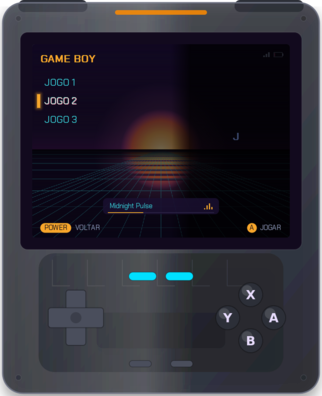 GAME BOY
JOGO 1
JOGO 2
JOGO 3
J
Midnight Pulse
POWER VOLTAR
A JOGAR
X
Y A
B